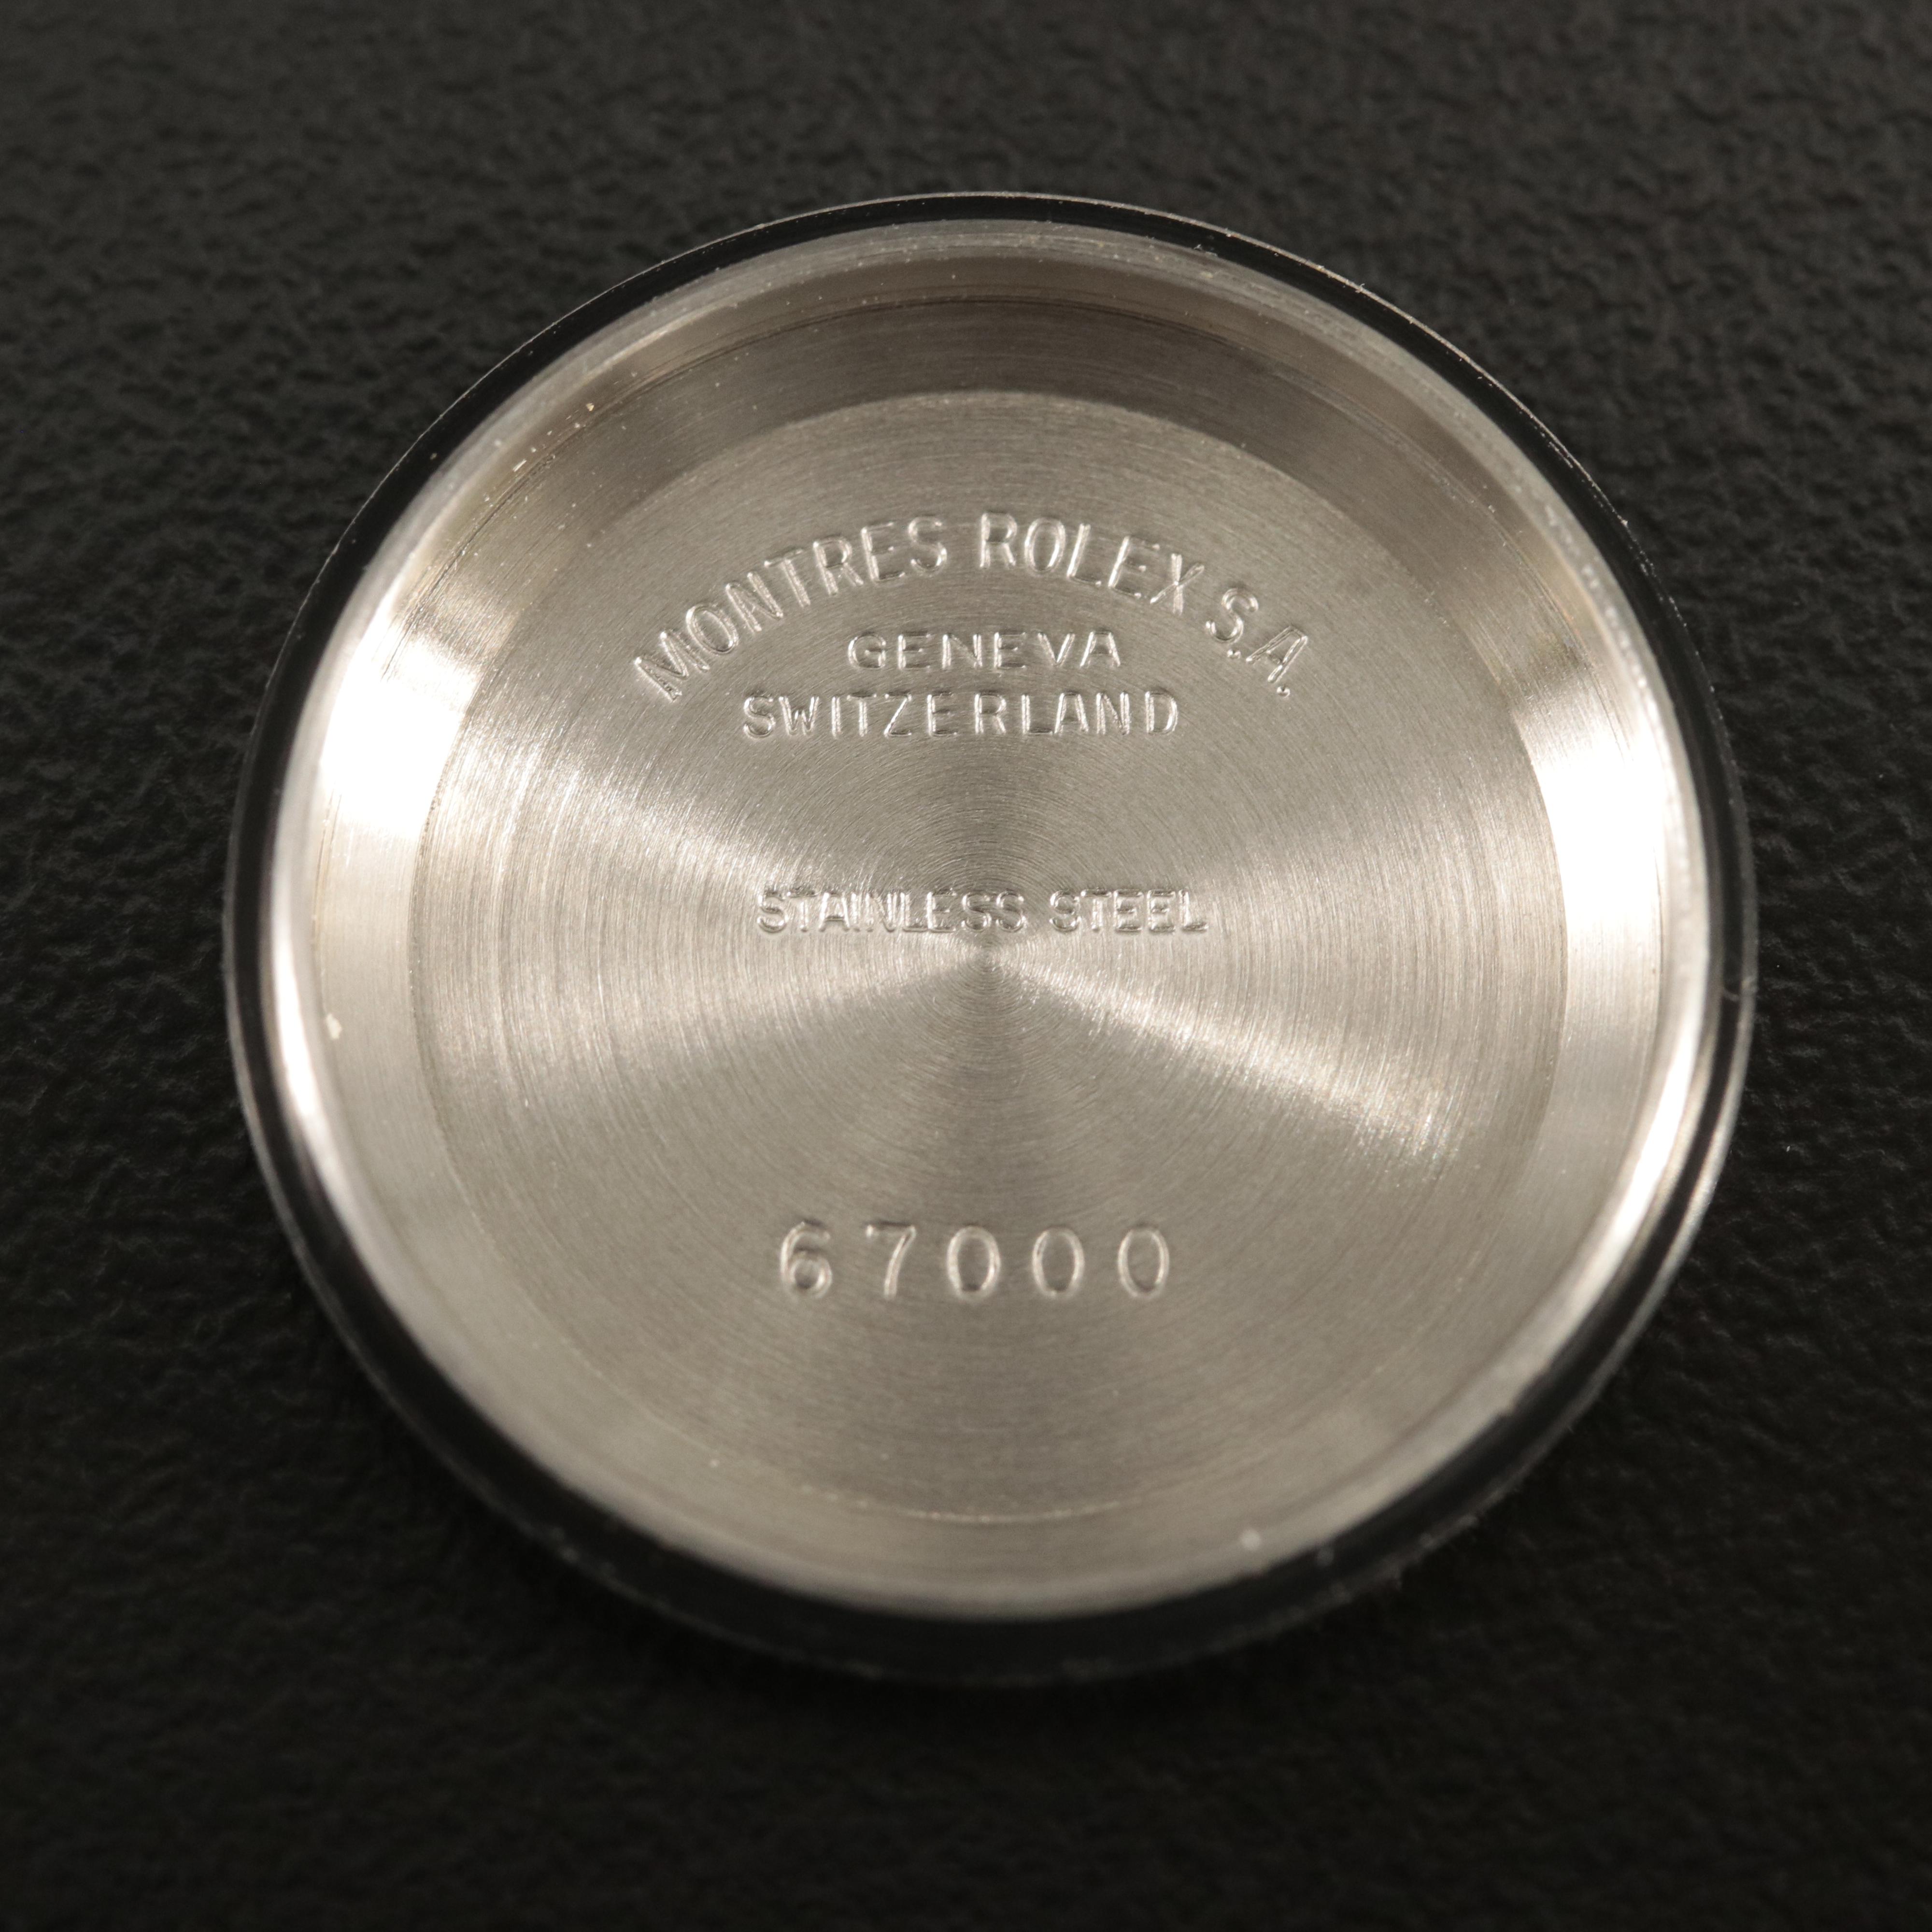 MONTRES ROLEX S.A.
GENEVA
SWITZERLAND
STAINLESS STEEL
67000